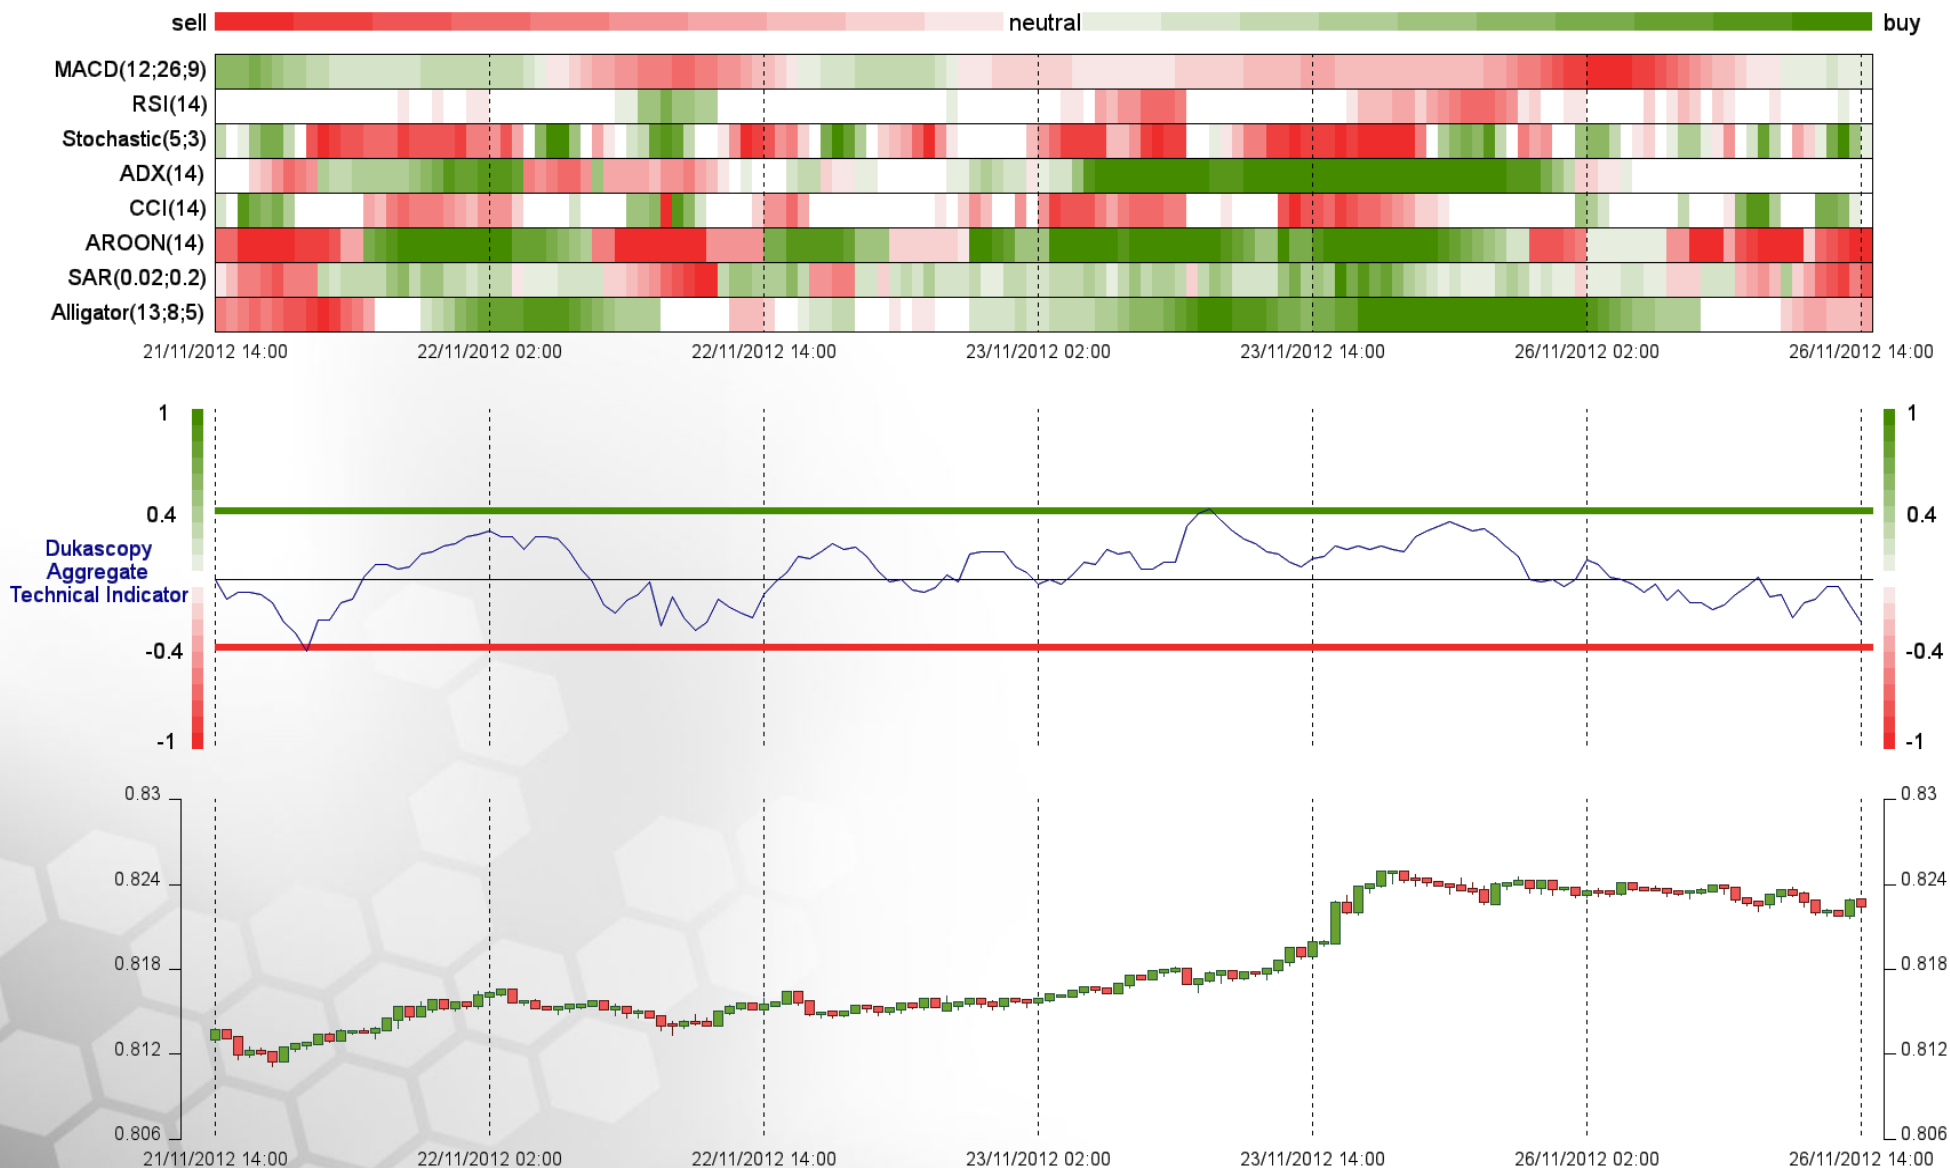 sell neutral buy
MACD(12;26;9)
RSI(14)
Stochastic(5;3)
ADX(14)
CCI(14)
AROON(14)
SAR(0.02;0.2)
Alligator(13;8;5)
21/11/2012 14:00 22/11/2012 02:00 22/11/2012 14:00 23/11/2012 02:00 23/11/2012 14:00 26/11/2012 02:00 26/11/2012 14:00
1 1
0.4 0.4
Dukascopy
Aggregate
Technical Indicator
-0.4 -0.4
-1 -1
0.83 0.83
0.824 0.824
0.818 0.818
0.812 0.812
0.806 0.806
21/11/2012 14:00 22/11/2012 02:00 22/11/2012 14:00 23/11/2012 02:00 23/11/2012 14:00 26/11/2012 02:00 26/11/2012 14:00